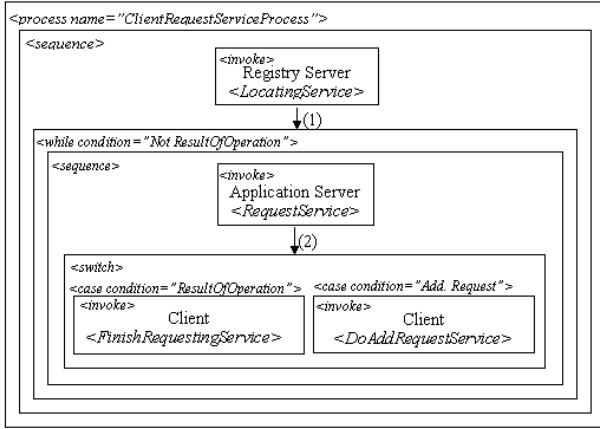 <process name="ClientRequestServiceProcess">
<sequence>
<invoke>
Registry Server
<LocatingService>
(1)
<while condition="Not ResultOfOperation">
<sequence>
<invoke>
Application Server
<RequestService>
(2)
<switch>
<case condition="ResultOfOperation">
<invoke>
Client
<FinishRequestingService>
<case condition="Add. Request">
<invoke>
Client
<DoAddRequestService>